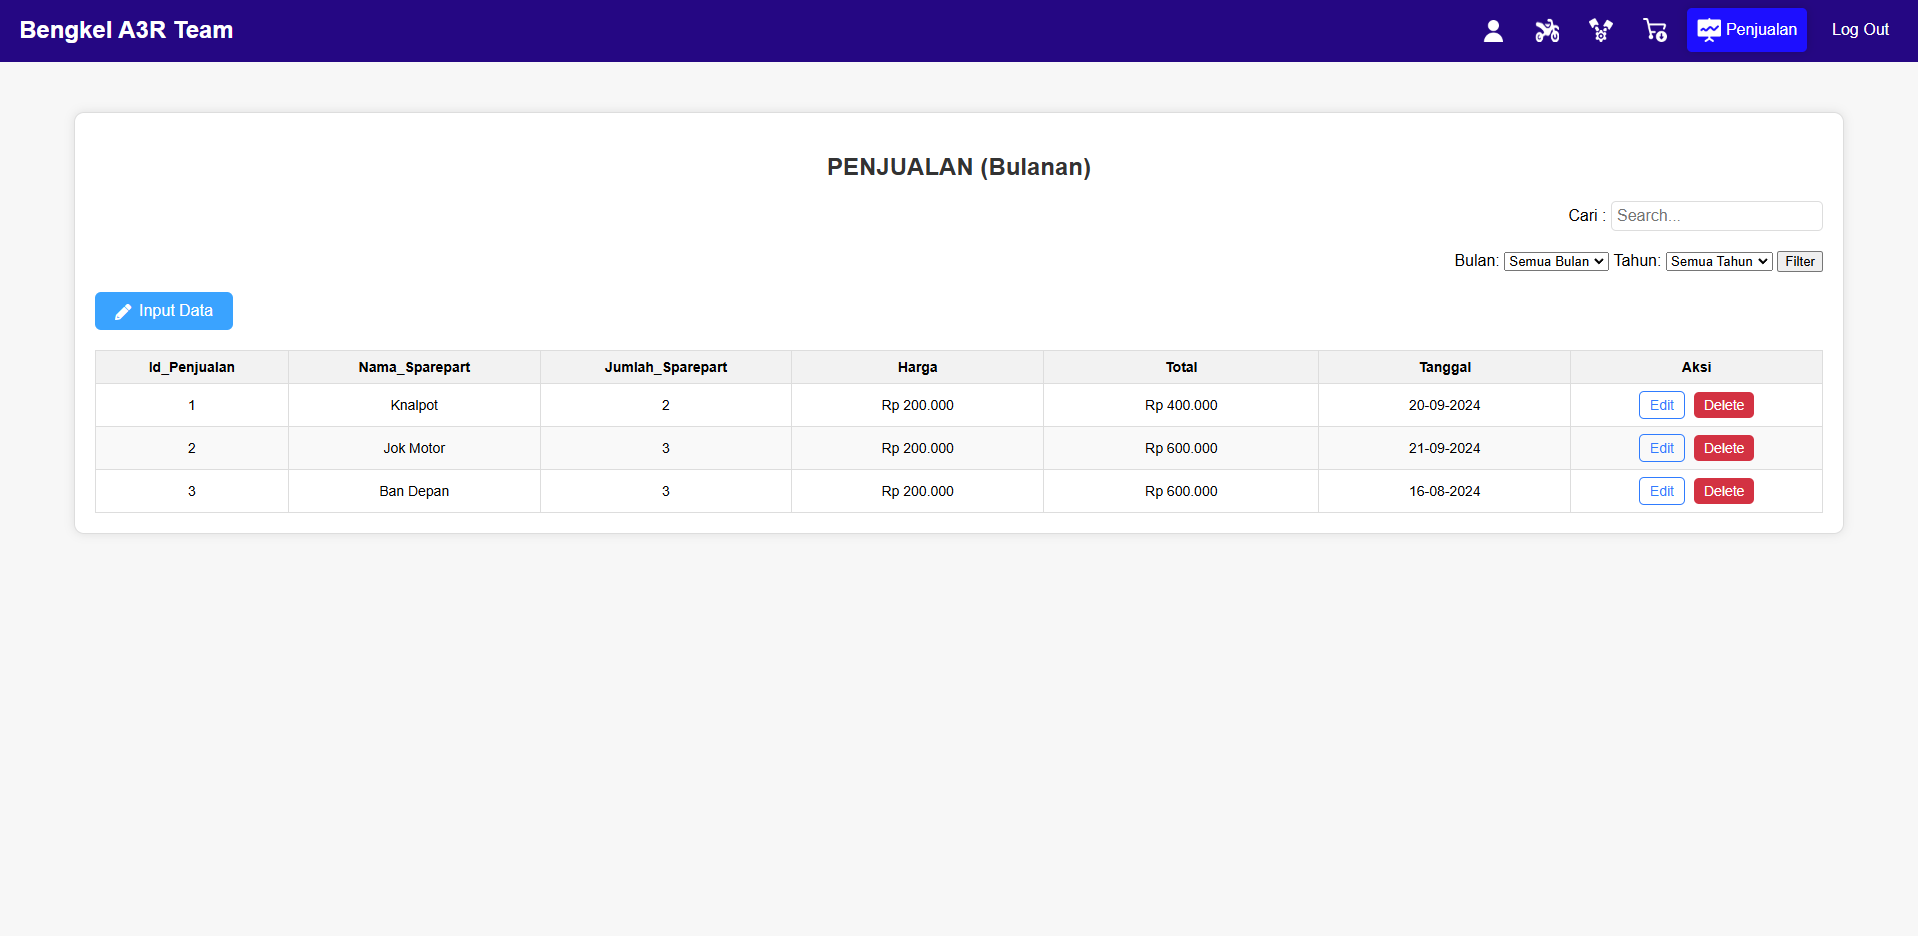 Bengkel A3R Team Penjualan Log Out
PENJUALAN (Bulanan)
Cari : Search...
Bulan: Semua Bulan Tahun: Semua Tahun Filter
Input Data
Id_Penjualan Nama_Sparepart Jumlah_Sparepart Harga Total Tanggal Aksi
1 Knalpot 2 Rp 200.000 Rp 400.000 20-09-2024 Edit Delete
2 Jok Motor 3 Rp 200.000 Rp 600.000 21-09-2024 Edit Delete
3 Ban Depan 3 Rp 200.000 Rp 600.000 16-08-2024 Edit Delete